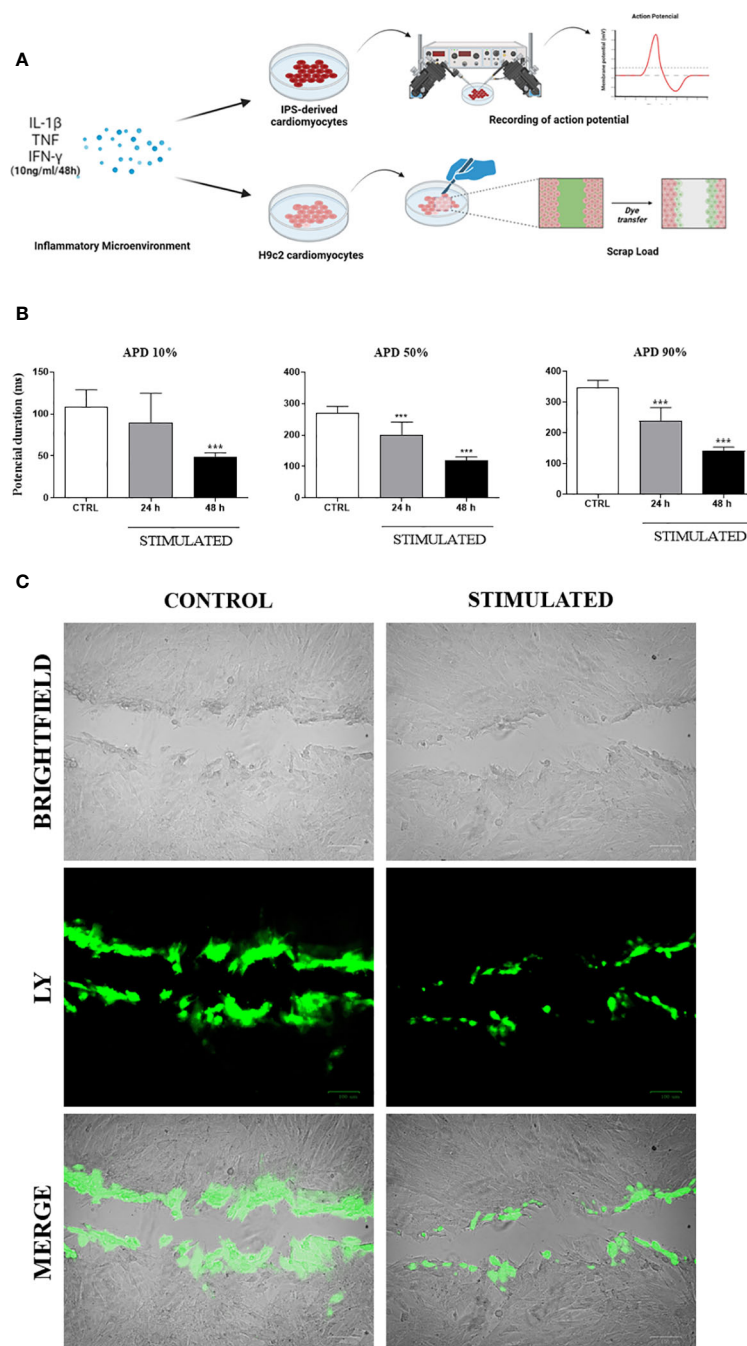 A
IL-1β
TNF
IFN-γ
(10ng/ml/48h)
Inflammatory Microenvironment
IPS-derived
cardiomyocytes
H9c2 cardiomyocytes
Recording of action potential
Action Potencial
Membrane potential (mV)
Dye
transfer
Scrap Load
B
APD 10%
Potencial duration (ms)
150
100
50
0
***
CTRL
24 h
48 h
STIMULATED
APD 50%
400
300
200
100
0
***
***
CTRL
24 h
48 h
STIMULATED
APD 90%
400
300
200
100
0
***
***
CTRL
24 h
48 h
STIMULATED
C
CONTROL
STIMULATED
BRIGHTFIELD
LY
MERGE